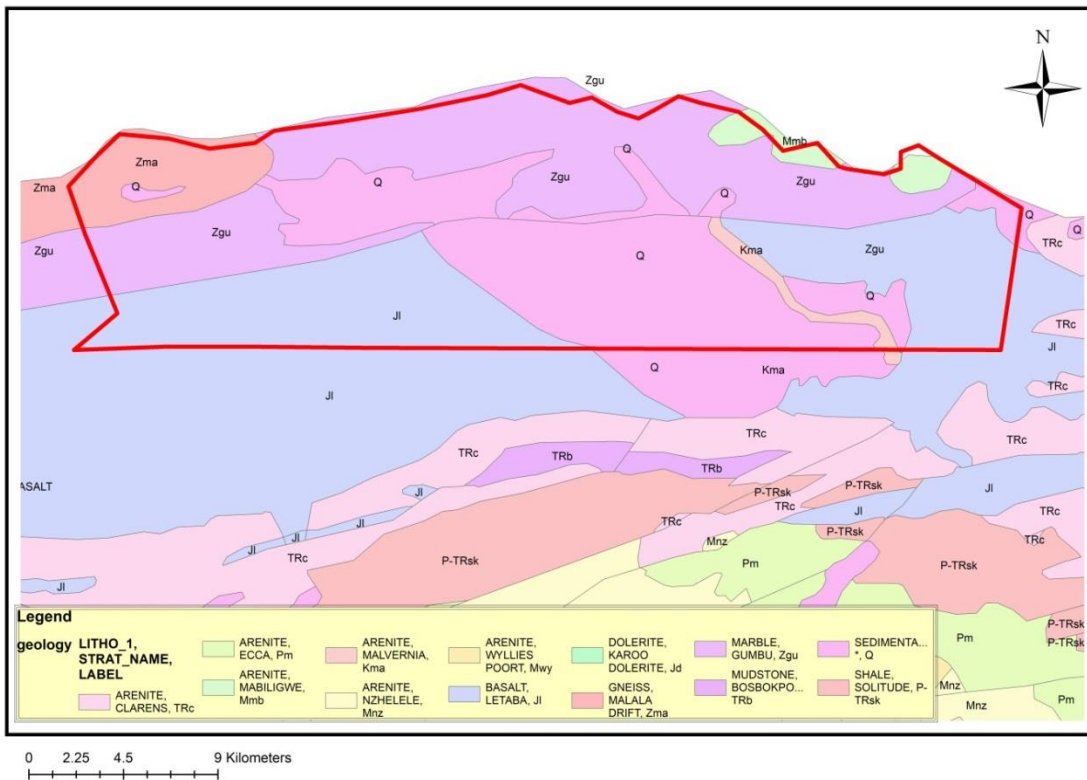 N
Zgu
Mmb
Zma
Q
Zma
Q
Q
Zgu
Zgu
Q
Q
Q
TRc
Zgu
Zgu
Kma
Zgu
Q
Q
Jl
TRc
Jl
Q
Kma
TRc
Jl
TRc
TRc
TRc
TRb
TRb
ASALT
P-TRsk
P-TRsk
Jl
Jl
TRc
Jl
TRc
TRc
Jl
Jl
P-TRsk
TRc
Jl
TRc
Mnz
P-TRsk
Pm
P-TRsk
Jl
P-TRsk
Pm
P-TRsk
Mnz
Mnz
Pm
Legend
geology
LITHO_1,
STRAT_NAME,
LABEL
ARENITE,
CLARENS, TRc
ARENITE,
ECCA, Pm
ARENITE,
MABILIGWE,
Mmb
ARENITE,
MALVERNIA,
Kma
ARENITE,
NZHELELE,
Mnz
ARENITE,
WYLLIES
POORT, Mwy
BASALT,
LETABA, Jl
DOLERITE,
KAROO
DOLERITE, Jd
GNEISS,
MALALA
DRIFT, Zma
MARBLE,
GUMBU, Zgu
MUDSTONE,
BOSBOKPO...
TRb
SEDIMENTA...
*, Q
SHALE,
SOLITUDE, P-
TRsk
0 2.25 4.5 9 Kilometers